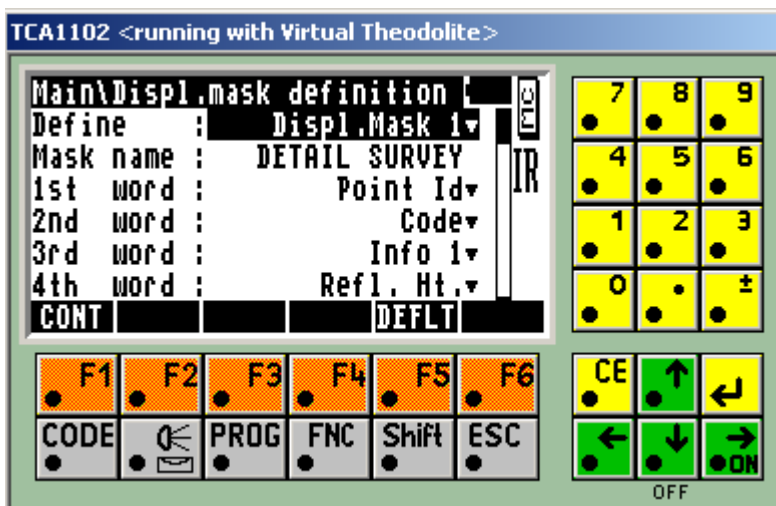 TCA1102 <running with Virtual Theodolite>
Main\Displ.mask definition
MC
Define : Displ.Mask 1
Mask name : DETAIL SURVEY
IR
1st word : Point Id
2nd word : Code
3rd word : Info 1
4th word : Refl. Ht.
CONT DEFLT
7 8 9
4 5 6
1 2 3
0 . ±
F1 F2 F3 F4 F5 F6
CE
CODE PROG FNC Shift ESC
ON
OFF